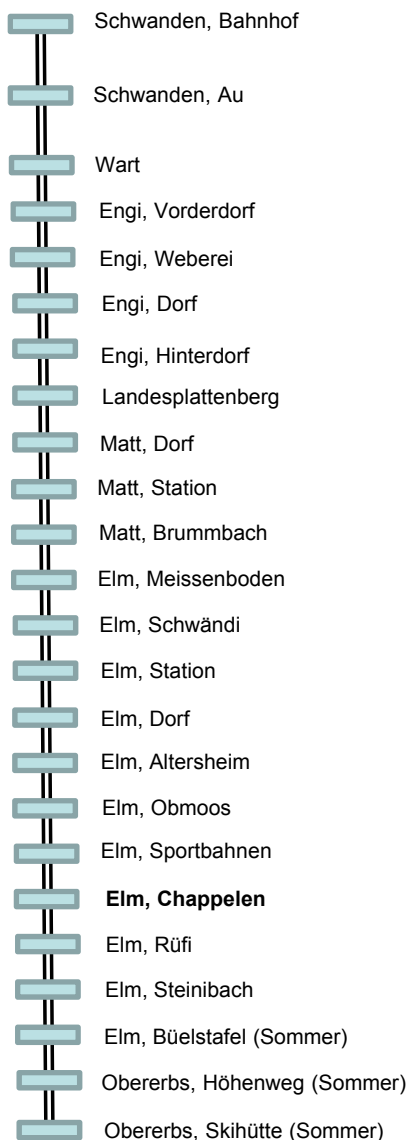 Schwanden, Bahnhof
Schwanden, Au
Wart
Engi, Vorderdorf
Engi, Weberei
Engi, Dorf
Engi, Hinterdorf
Landesplattenberg
Matt, Dorf
Matt, Station
Matt, Brummbach
Elm, Meissenboden
Elm, Schwändi
Elm, Station
Elm, Dorf
Elm, Altersheim
Elm, Obmoos
Elm, Sportbahnen
Elm, Chappelen
Elm, Rüfi
Elm, Steinibach
Elm, Büelstafel (Sommer)
Obererbs, Höhenweg (Sommer)
Obererbs, Skihütte (Sommer)